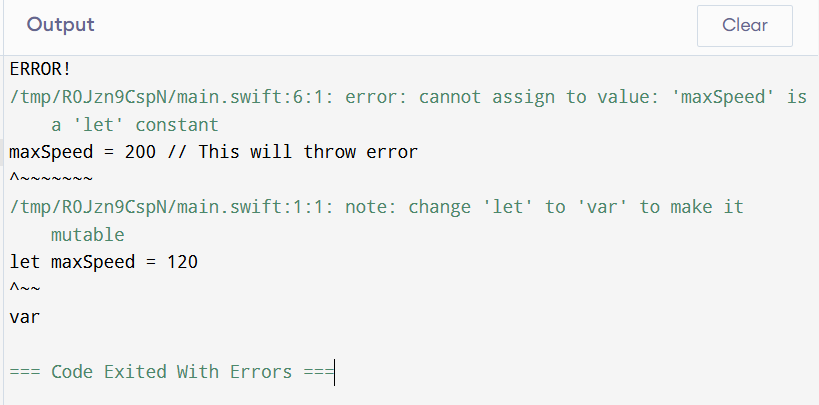 Output
Clear
ERROR!
/tmp/R0Jzn9CspN/main.swift:6:1: error: cannot assign to value: 'maxSpeed' is
a 'let' constant
maxSpeed = 200 // This will throw error
^~~~~~~~
/tmp/R0Jzn9CspN/main.swift:1:1: note: change 'let' to 'var' to make it
mutable
let maxSpeed = 120
^~~
var
=== Code Exited With Errors ===